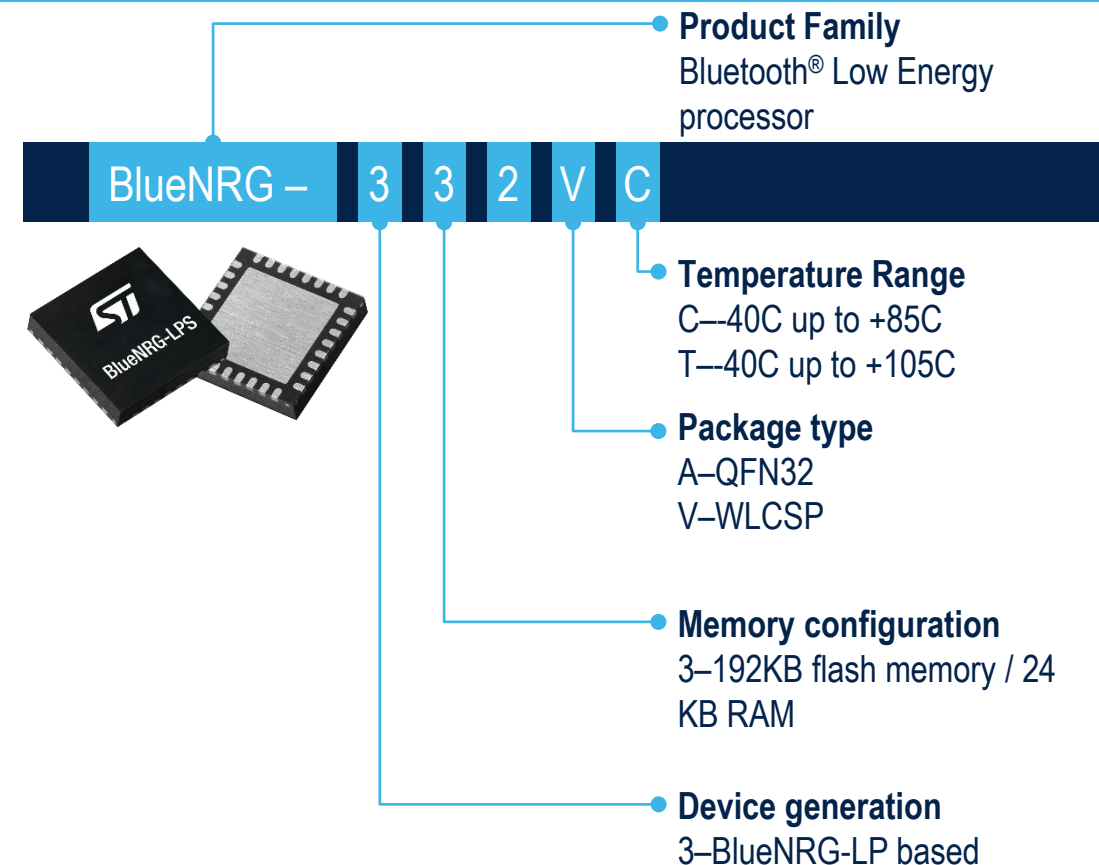 Product Family
Bluetooth® Low Energy
processor
BlueNRG – 3 3 2 V C
ST
BlueNRG-LPS
Temperature Range
C–-40C up to +85C
T–-40C up to +105C
Package type
A–QFN32
V–WLCSP
Memory configuration
3–192KB flash memory / 24
KB RAM
Device generation
3–BlueNRG-LP based